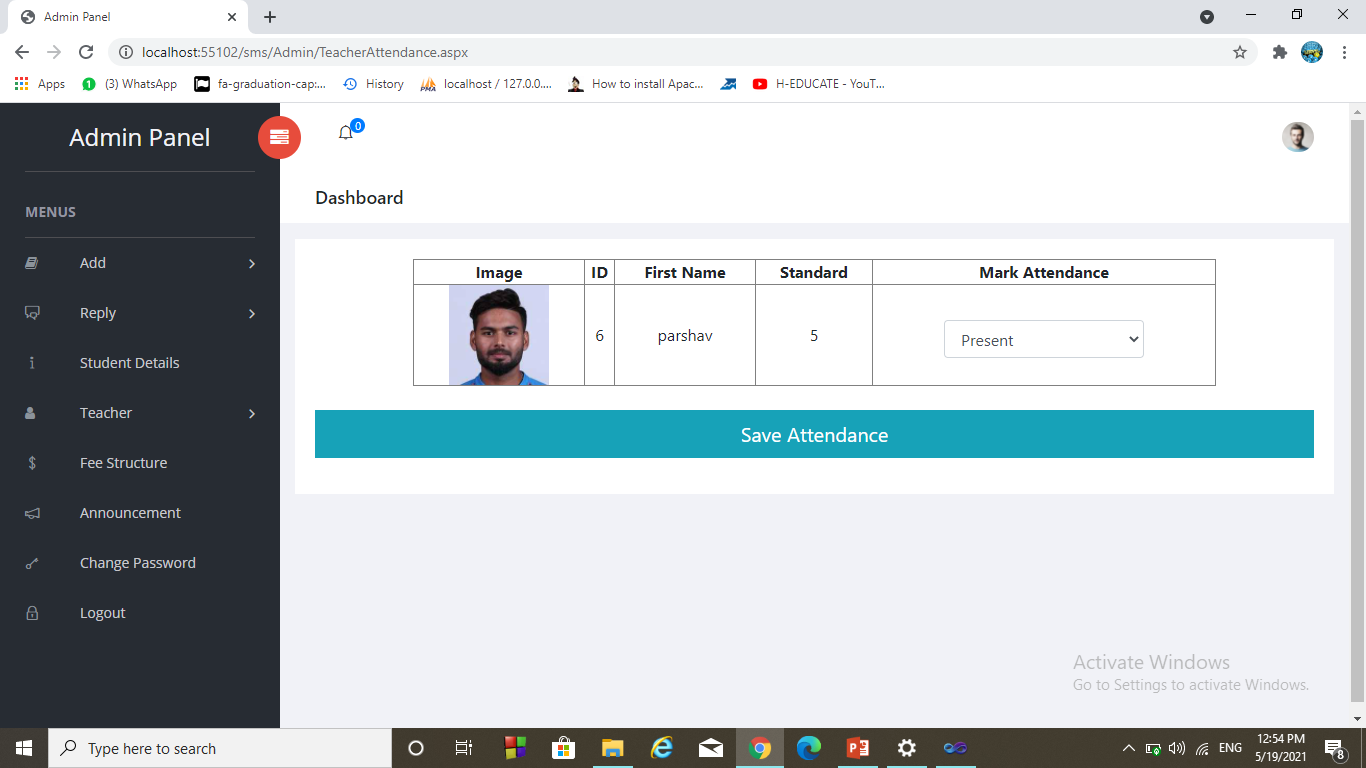 Admin Panel
localhost:55102/sms/Admin/TeacherAttendance.aspx
Apps
1
(3) WhatsApp
fa-graduation-cap:...
History
PMA
localhost / 127.0.0....
How to install Apac...
H-EDUCATE - YouT...
Admin Panel
0
Dashboard
MENUS
Add
Reply
Student Details
Teacher
Fee Structure
Announcement
Change Password
Logout
Image ID First Name Standard Mark Attendance
6 parshav 5 Present
Save Attendance
Activate Windows
Go to Settings to activate Windows.
Type here to search
ENG
12:54 PM
5/19/2021
8